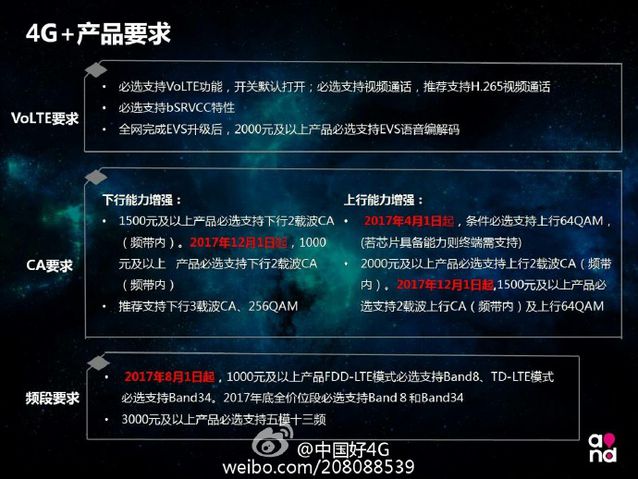 4G+产品要求
VoLTE要求
• 必选支持VoLTE功能，开关默认打开；必选支持视频通话，推荐支持H.265视频通话
• 必选支持bSRVCC特性
• 全网完成EVS升级后，2000元及以上产品必选支持EVS语音编解码
CA要求
下行能力增强：
• 1500元及以上产品必选支持下行2载波CA
（频带内）。2017年12月1日起，1000
元及以上 产品必选支持下行2载波CA
（频带内）
• 推荐支持下行3载波CA、256QAM
上行能力增强：
• 2017年4月1日起，条件必选支持上行64QAM，
(若芯片具备能力则终端需支持)
• 2000元及以上产品必选支持上行2载波CA（频带
内）。2017年12月1日起,1500元及以上产品必
选支持2载波上行CA（频带内）及上行64QAM
频段要求
• 2017年8月1日起，1000元及以上产品FDD-LTE模式必选支持Band8、TD-LTE模式
必选支持Band34。2017年底全价位段必选支持Band 8 和Band34
• 3000元及以上产品必选支持五模十三频
@中国好4G
weibo.com/208088539
and